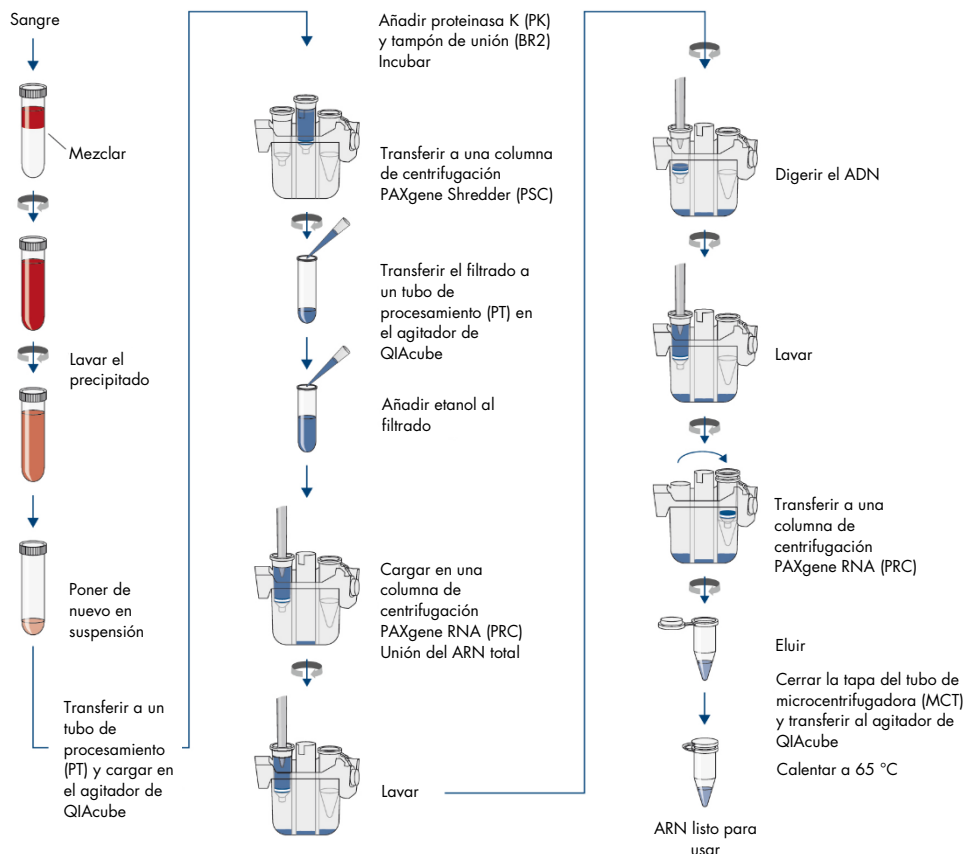 Sangre
Mezclar
Lavar el
precipitado
Poner de
nuevo en
suspensión
Transferir a un
tubo de
procesamiento
(PT) y cargar en
el agitador de
QIAcube
Añadir proteinasa K (PK)
y tampón de unión (BR2)
Incubar
Transferir a una columna
de centrifugación
PAXgene Shredder (PSC)
Transferir el filtrado a
un tubo de
procesamiento (PT) en
el agitador de
QIAcube
Añadir etanol al
filtrado
Cargar en una
columna de
centrifugación
PAXgene RNA (PRC)
Unión del ARN total
Lavar
Digerir el ADN
Lavar
Transferir a una
columna de
centrifugación
PAXgene RNA (PRC)
Eluir
Cerrar la tapa del tubo de
microcentrifugadora (MCT)
y transferir al agitador de
QIAcube
Calentar a 65 °C
ARN listo para
usar